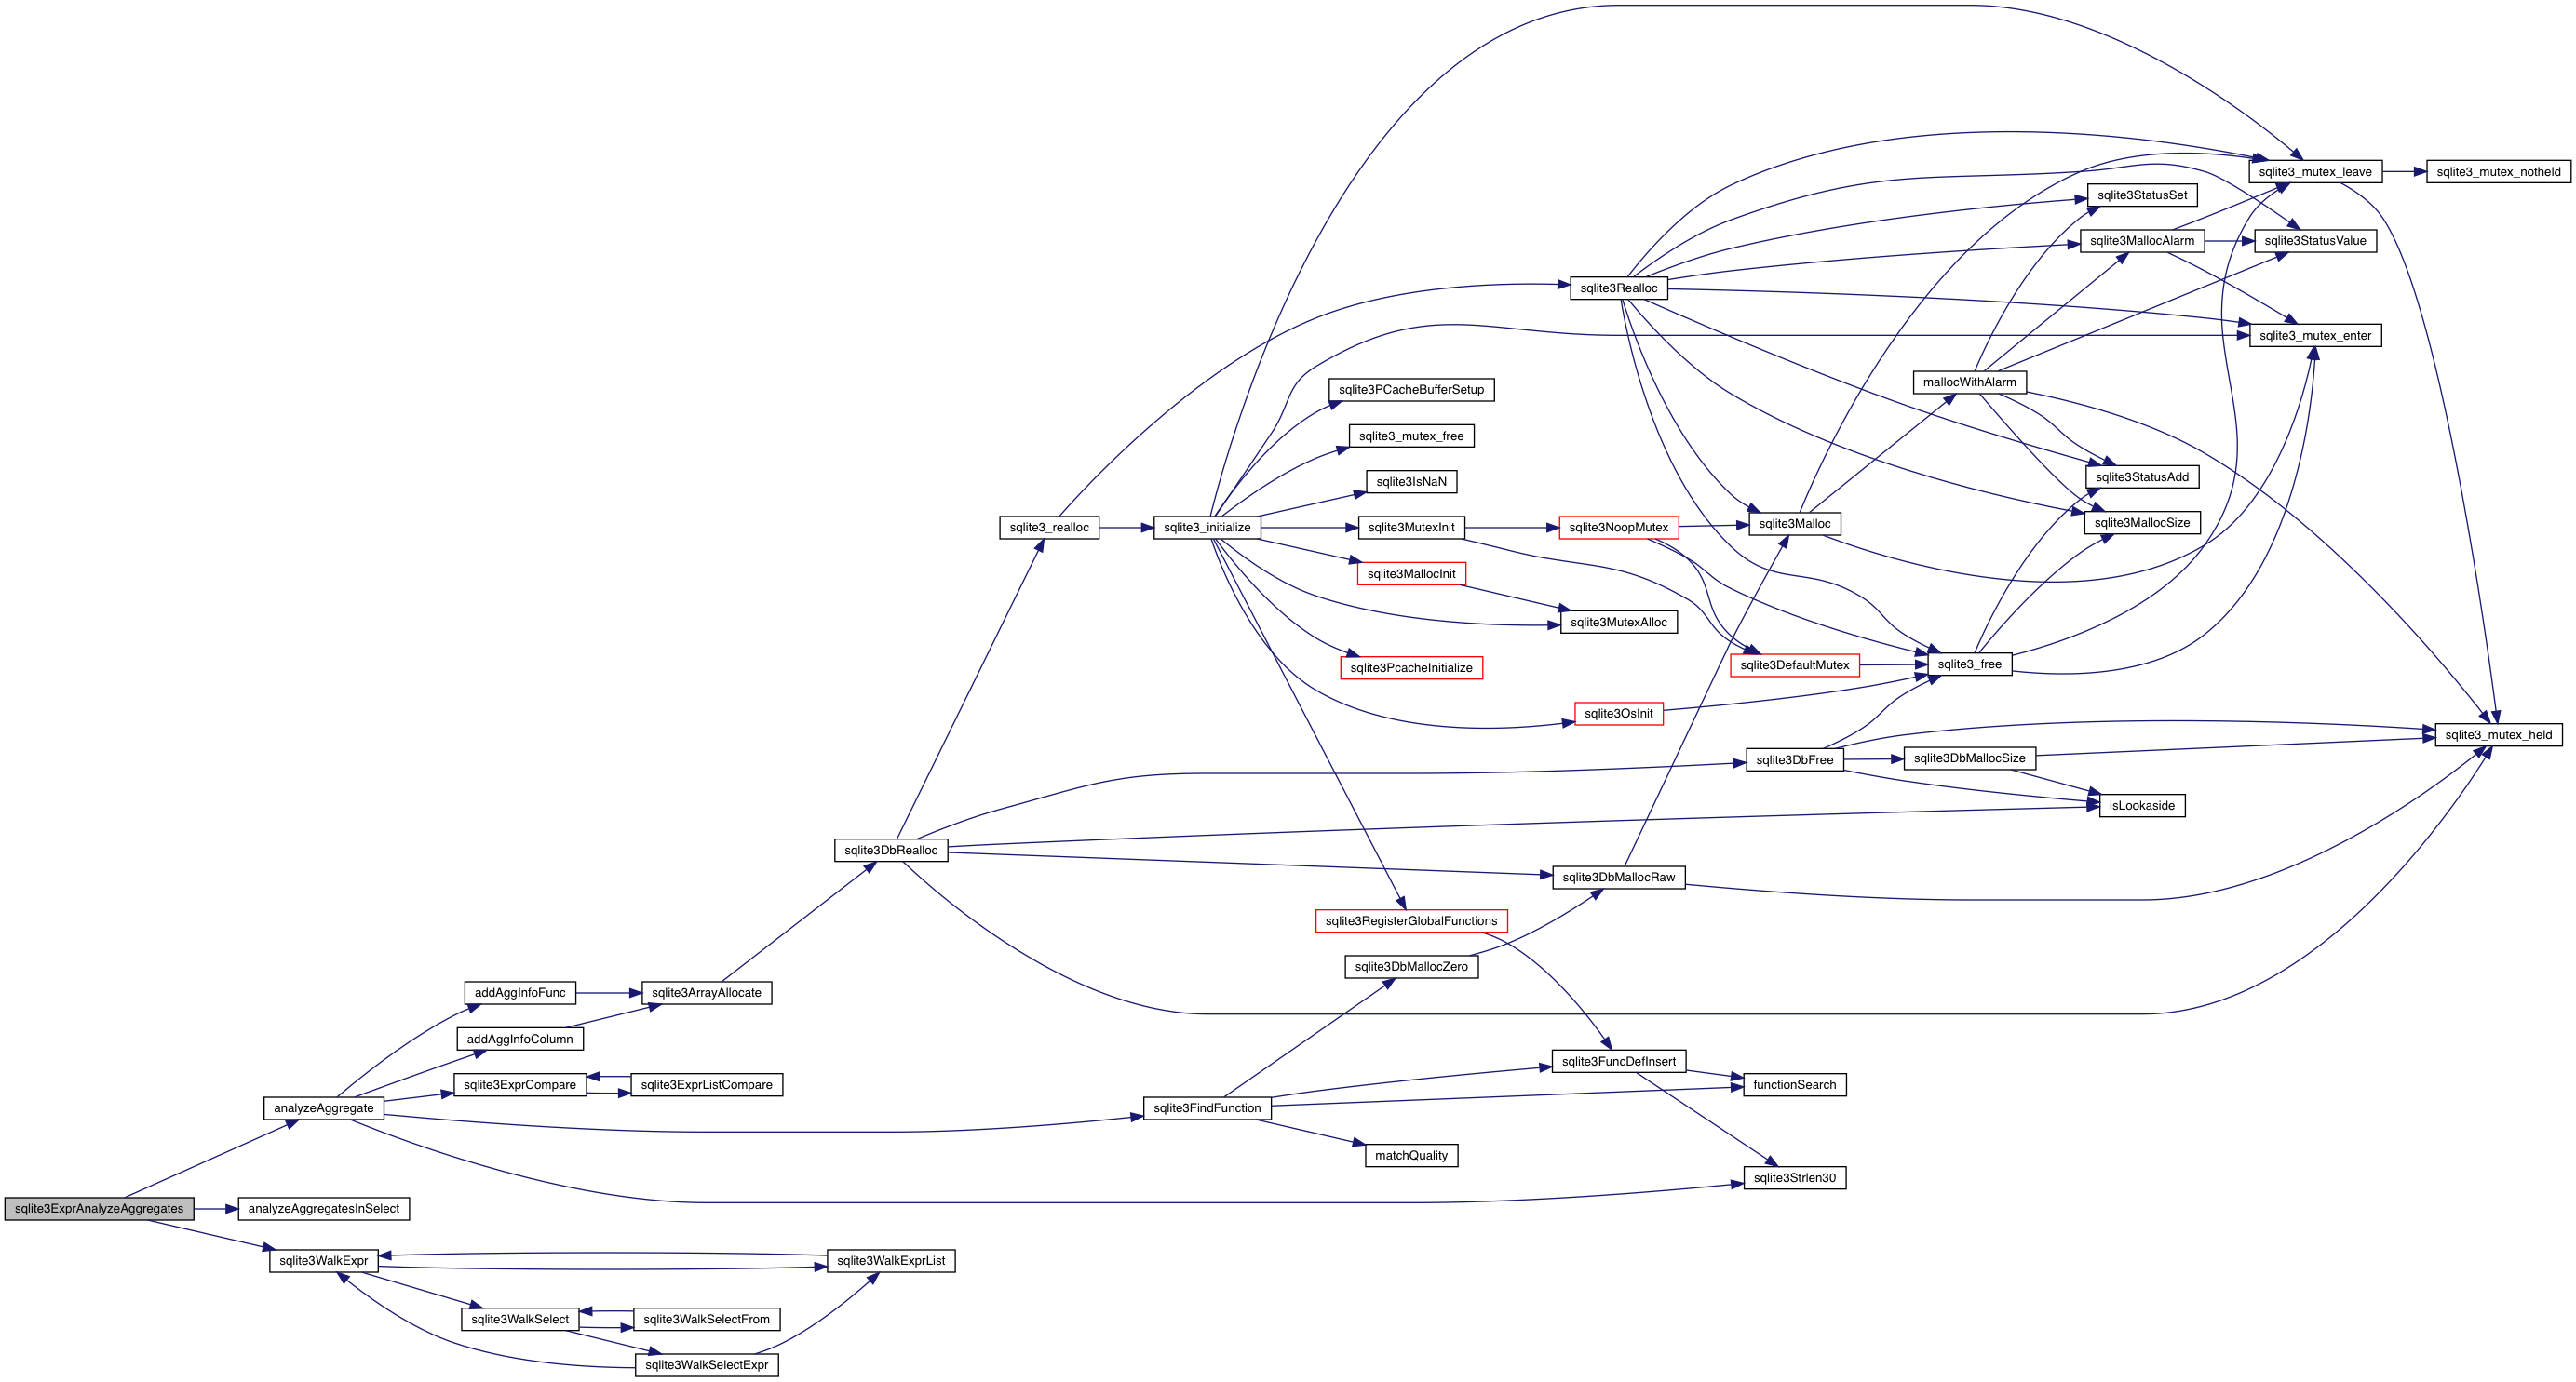 sqlite3_mutex_leave
sqlite3_mutex_notheld
sqlite3StatusSet
sqlite3MallocAlarm
sqlite3StatusValue
sqlite3Realloc
sqlite3_mutex_enter
mallocWithAlarm
sqlite3PCacheBufferSetup
sqlite3_mutex_free
sqlite3StatusAdd
sqlite3IsNaN
sqlite3_realloc
sqlite3_initialize
sqlite3MutexInit
sqlite3NoopMutex
sqlite3Malloc
sqlite3MallocSize
sqlite3MallocInit
sqlite3MutexAlloc
sqlite3PcacheInitialize
sqlite3DefaultMutex
sqlite3_free
sqlite3OsInit
sqlite3_mutex_held
sqlite3DbFree
sqlite3DbMallocSize
isLookaside
sqlite3DbRealloc
sqlite3DbMallocRaw
sqlite3RegisterGlobalFunctions
sqlite3DbMallocZero
addAggInfoFunc
sqlite3ArrayAllocate
addAggInfoColumn
sqlite3FuncDefInsert
sqlite3ExprCompare
sqlite3ExprListCompare
functionSearch
analyzeAggregate
sqlite3FindFunction
matchQuality
sqlite3Strlen30
sqlite3ExprAnalyzeAggregates
analyzeAggregatesInSelect
sqlite3WalkExpr
sqlite3WalkExprList
sqlite3WalkSelect
sqlite3WalkSelectFrom
sqlite3WalkSelectExpr